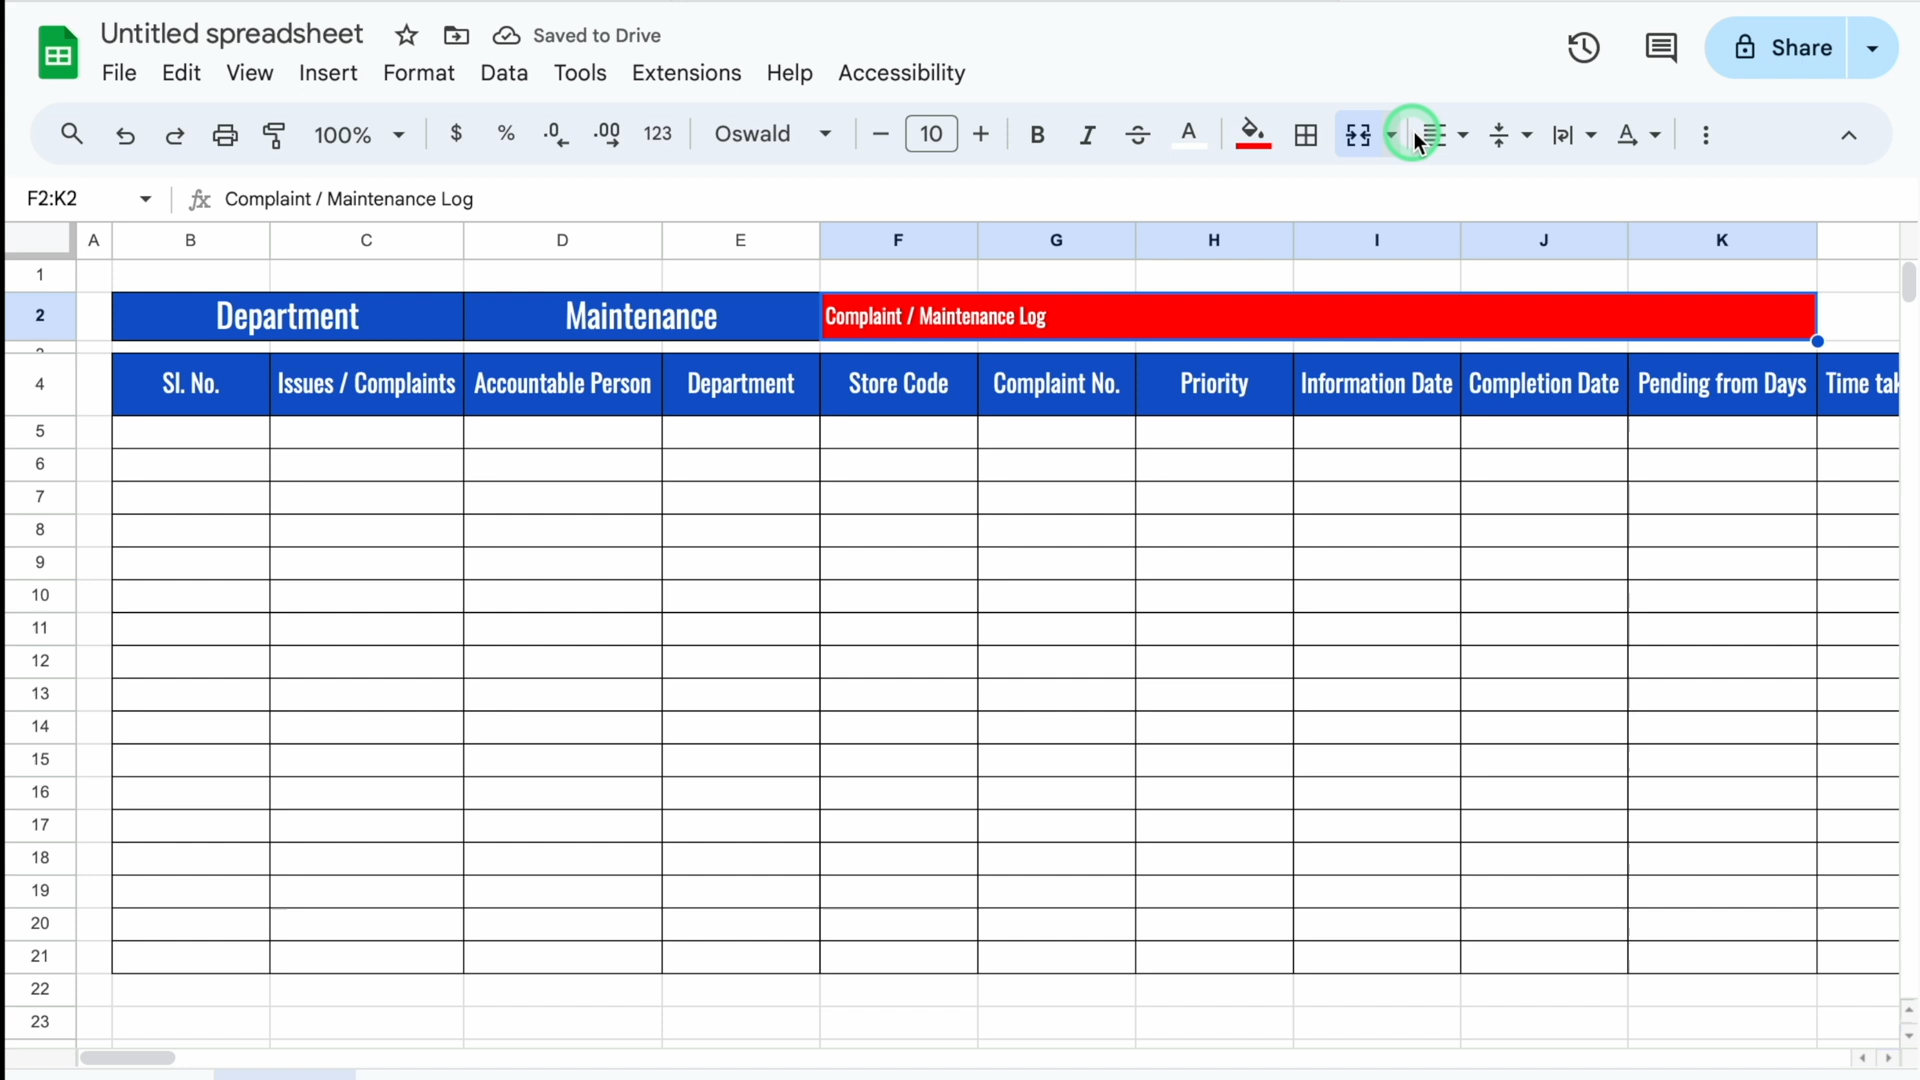 Untitled spreadsheet Saved to Drive
File Edit View Insert Format Data Tools Extensions Help Accessibility
Share
100% $ % .0 .00 123 Oswald 10 B I A A
F2:K2 fx Complaint / Maintenance Log
A B C D E F G H I J K
1
2 Department Maintenance Complaint / Maintenance Log
4 Sl. No. Issues / Complaints Accountable Person Department Store Code Complaint No. Priority Information Date Completion Date Pending from Days Time
5
6
7
8
9
10
11
12
13
14
15
16
17
18
19
20
21
22
23